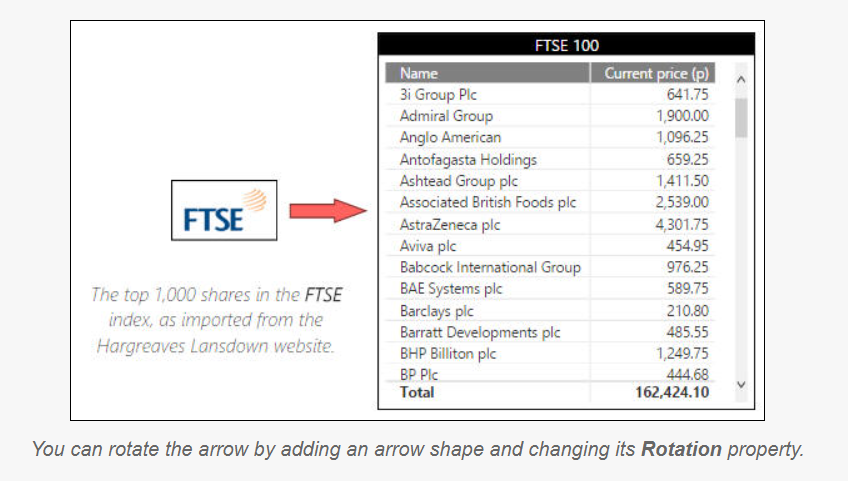 FTSE 100
Name Current price (p)
3i Group Plc 641.75
Admiral Group 1,900.00
Anglo American 1,096.25
Antofagasta Holdings 659.25
Ashtead Group plc 1,411.50
Associated British Foods plc 2,539.00
AstraZeneca plc 4,301.75
Aviva plc 454.95
Babcock International Group 976.25
BAE Systems plc 589.75
Barclays plc 210.80
Barratt Developments plc 485.55
BHP Billiton plc 1,249.75
BP Plc 444.68
Total 162,424.10
FTSE
The top 1,000 shares in the FTSE
index, as imported from the
Hargreaves Lansdown website.
You can rotate the arrow by adding an arrow shape and changing its Rotation property.